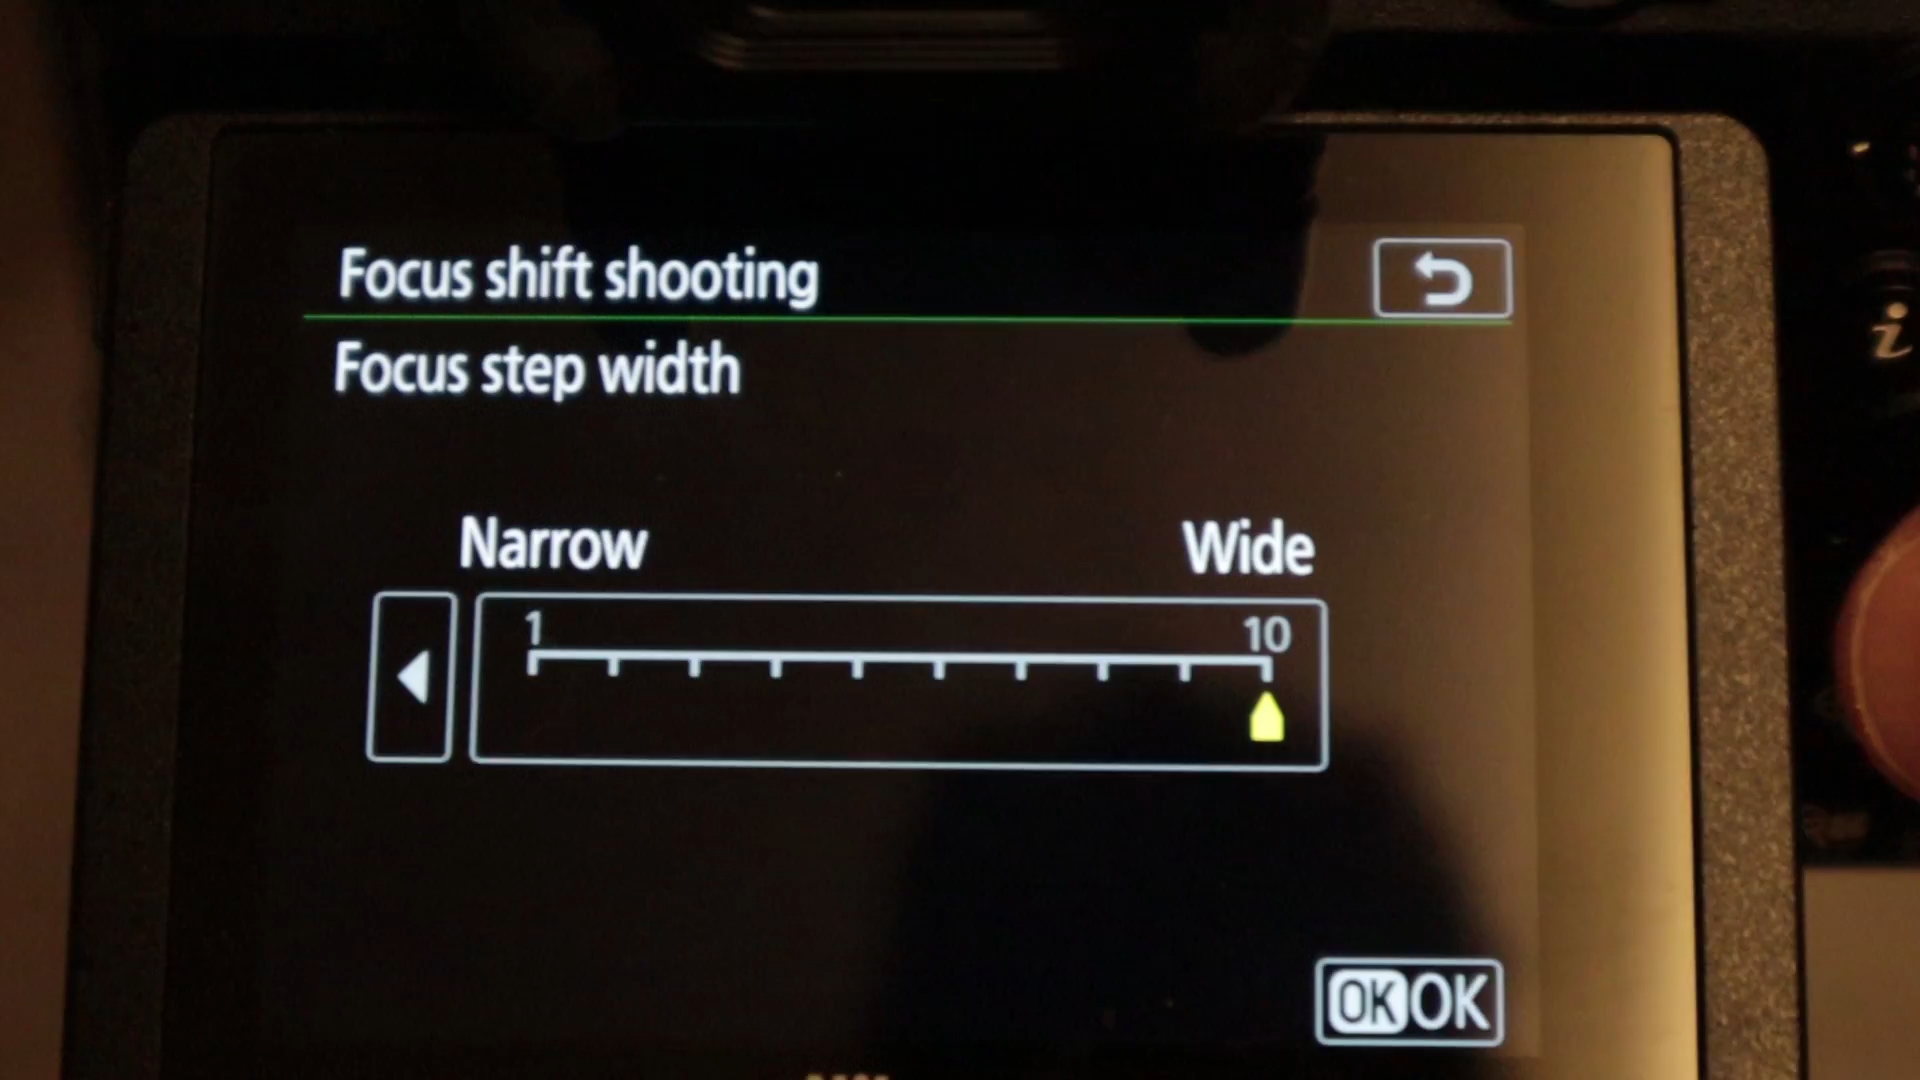 Focus shift shooting
Focus step width
Narrow Wide
1 10
OK OK
i